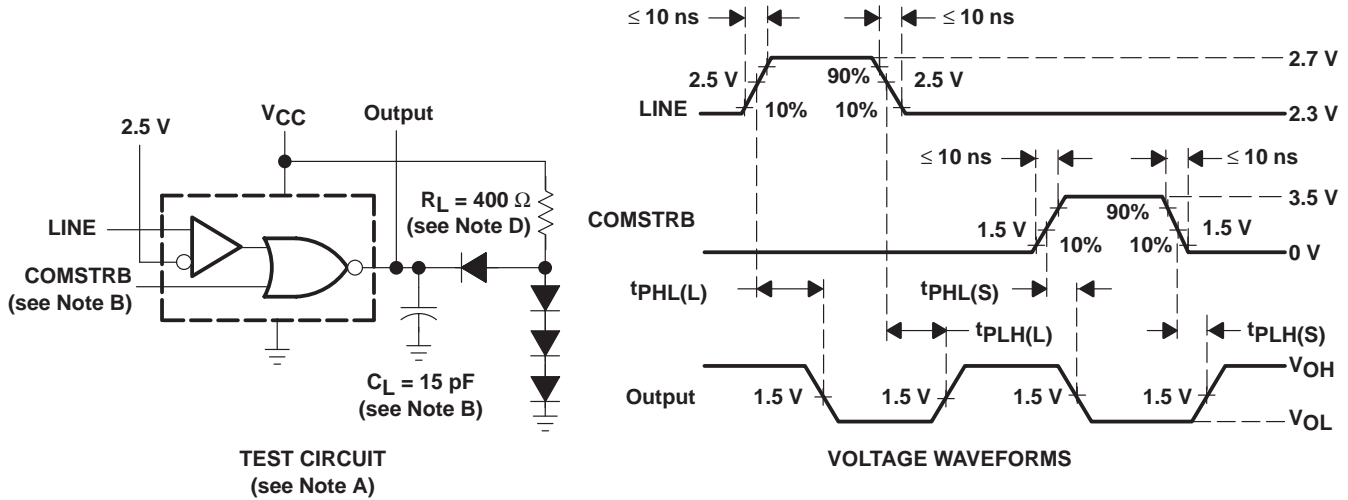 2.5 V
VCC
Output
RL = 400 Ω
(see Note D)
LINE
COMSTRB
(see Note B)
CL = 15 pF
(see Note B)
TEST CIRCUIT
(see Note A)
≤ 10 ns
≤ 10 ns
2.7 V
2.5 V
90%
2.5 V
LINE
10%
10%
2.3 V
≤ 10 ns
≤ 10 ns
3.5 V
COMSTRB
90%
1.5 V
1.5 V
10%
10%
0 V
tPHL(L)
tPHL(S)
tPLH(L)
tPLH(S)
VOH
Output
1.5 V
1.5 V
1.5 V
1.5 V
VOL
VOLTAGE WAVEFORMS